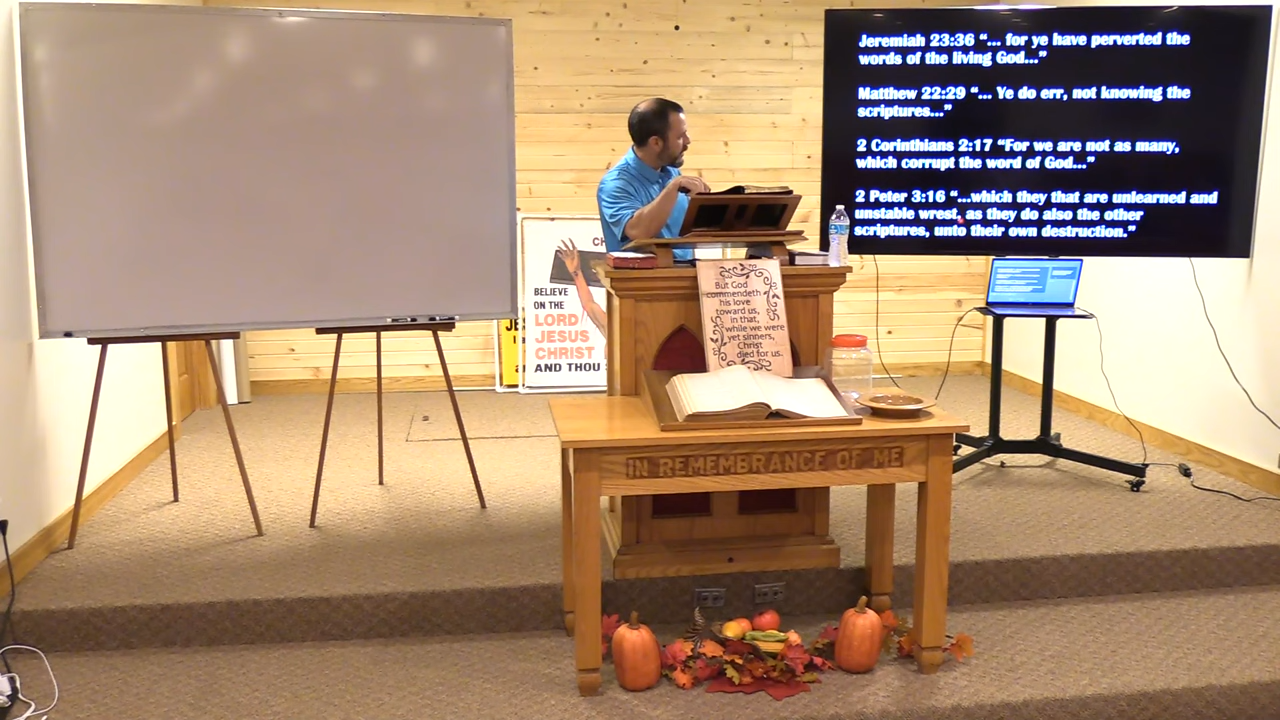 Jeremiah 23:36 “... for ye have perverted the
words of the living God...”
Matthew 22:29 “... Ye do err, not knowing the
scriptures...”
2 Corinthians 2:17 “For we are not as many,
which corrupt the word of God...”
2 Peter 3:16 “...which they that are unlearned and
unstable wrest, as they do also the other
scriptures, unto their own destruction.”
CH
BELIEVE
ON THE
LORD
JESUS
CHRIST
AND THOU
But God
commendeth
his love
toward us,
in that,
while we were
yet sinners,
Christ
died for us.
IN REMEMBRANCE OF ME